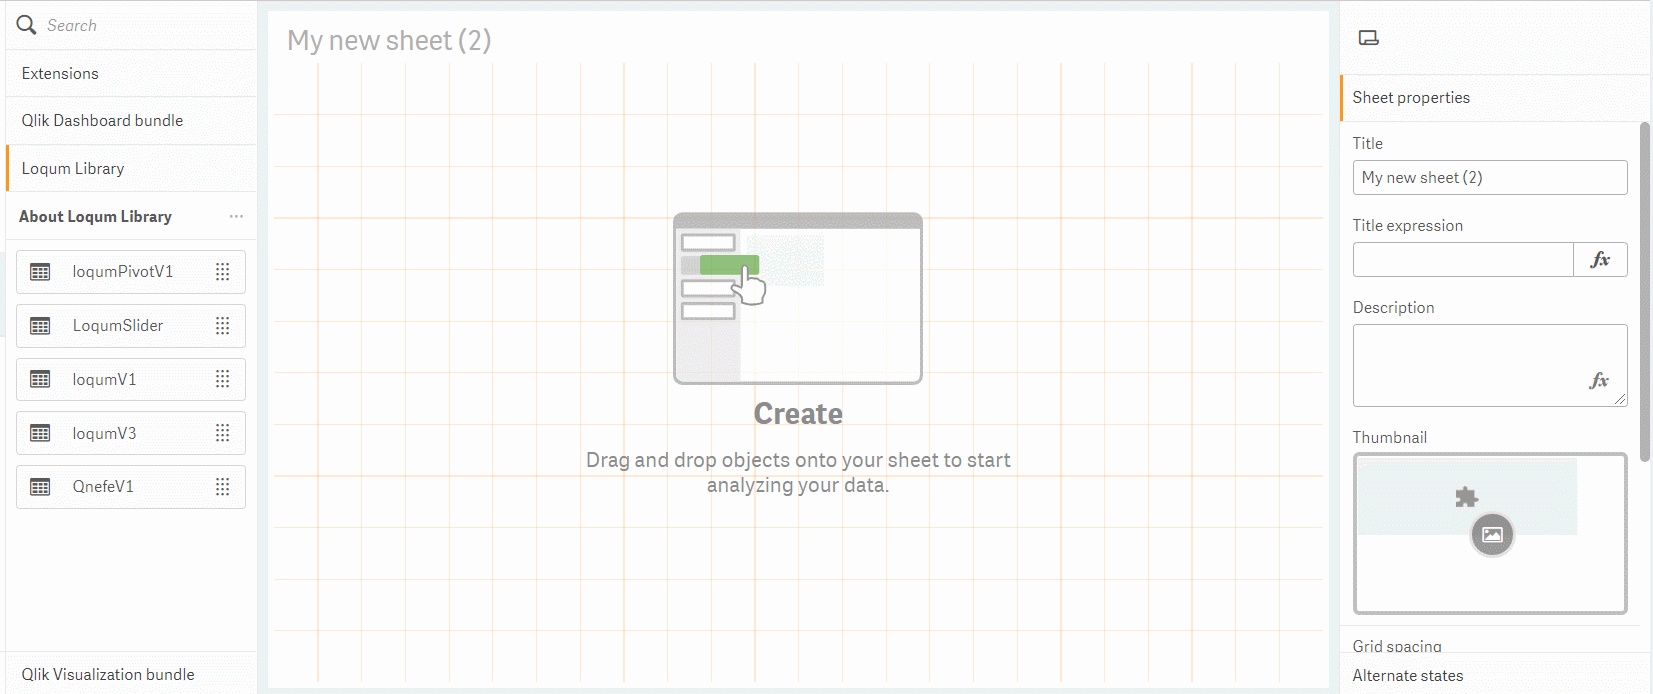 Search
Extensions
Qlik Dashboard bundle
Loqum Library
About Loqum Library
loqumPivotV1
LoqumSlider
loqumV1
loqumV3
QnefeV1
Qlik Visualization bundle
My new sheet (2)
Create
Drag and drop objects onto your sheet to start
analyzing your data.
Sheet properties
Title
My new sheet (2)
Title expression
fx
Description
fx
Thumbnail
Grid spacing
Alternate states